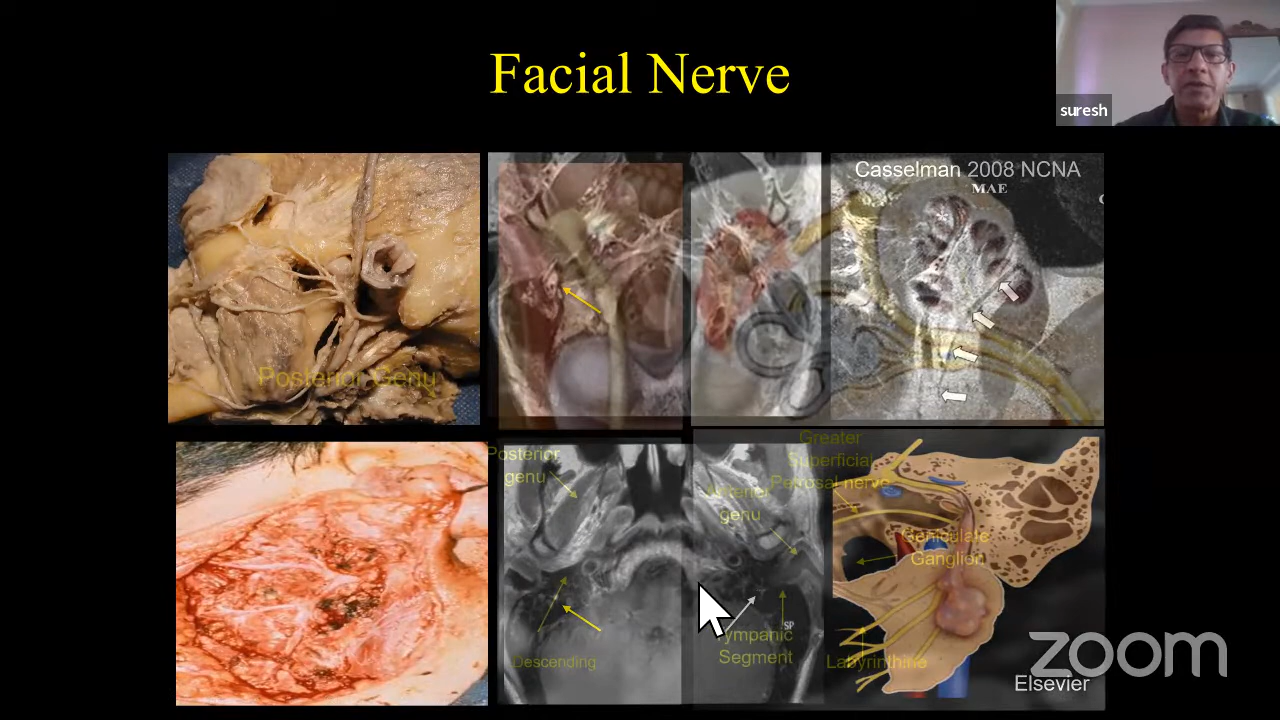 Facial Nerve
suresh
Casselman 2008 NCNA
MAE
Posterior Genu
Posterior
genu
Anterior
genu
Greater
Superficial
Petrosal nerve
Geniculate
Ganglion
SP
Tympanic
Segment
Descending
Labyrinthine
zoom
Elsevier